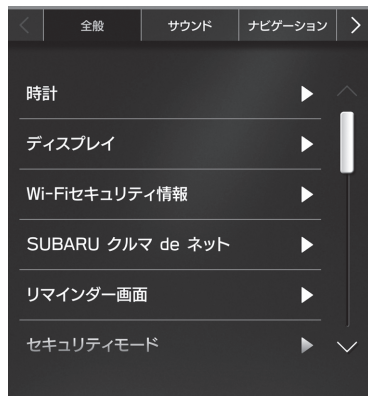 全般 サウンド ナビゲーション
時計
ディスプレイ
Wi-Fiセキュリティ情報
SUBARU クルマ de ネット
リマインダー画面
セキュリティモード